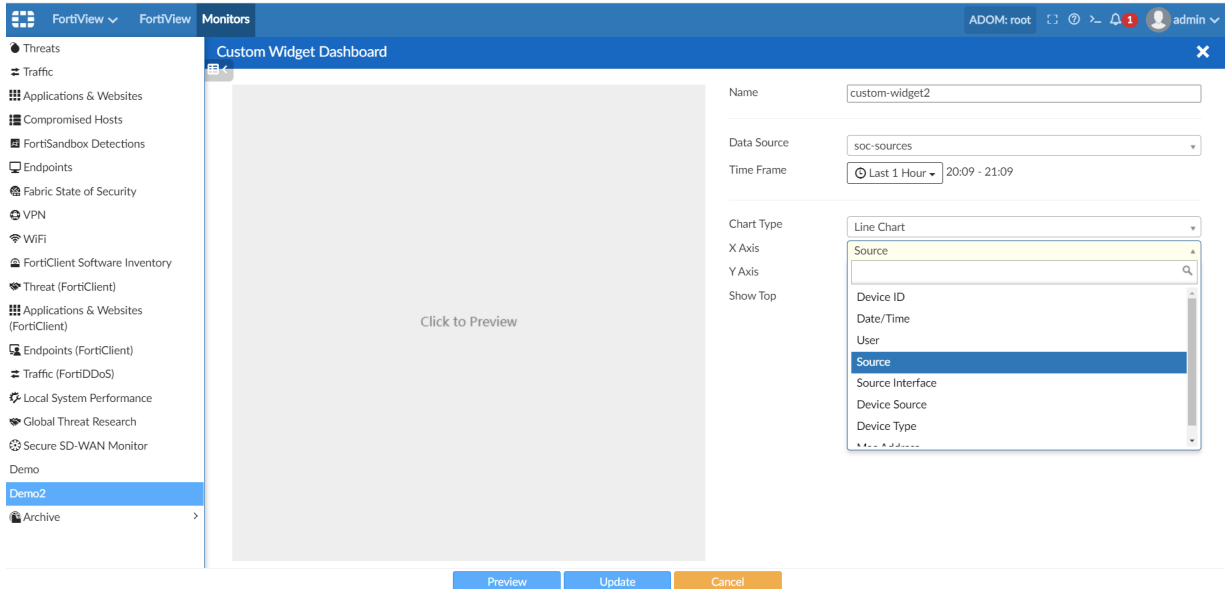 FortiView FortiView Monitors ADOM: root 1 admin
Threats
Traffic
Applications & Websites
Compromised Hosts
FortiSandbox Detections
Endpoints
Fabric State of Security
VPN
WiFi
FortiClient Software Inventory
Threat (FortiClient)
Applications & Websites
(FortiClient)
Endpoints (FortiClient)
Traffic (FortiDDoS)
Local System Performance
Global Threat Research
Secure SD-WAN Monitor
Demo
Demo2
Archive
Custom Widget Dashboard
Click to Preview
Name custom-widget2
Data Source soc-sources
Time Frame Last 1 Hour 20:09 - 21:09
Chart Type Line Chart
X Axis Source
Y Axis
Show Top
Device ID
Date/Time
User
Source
Source Interface
Device Source
Device Type
Mac Address
Preview Update Cancel